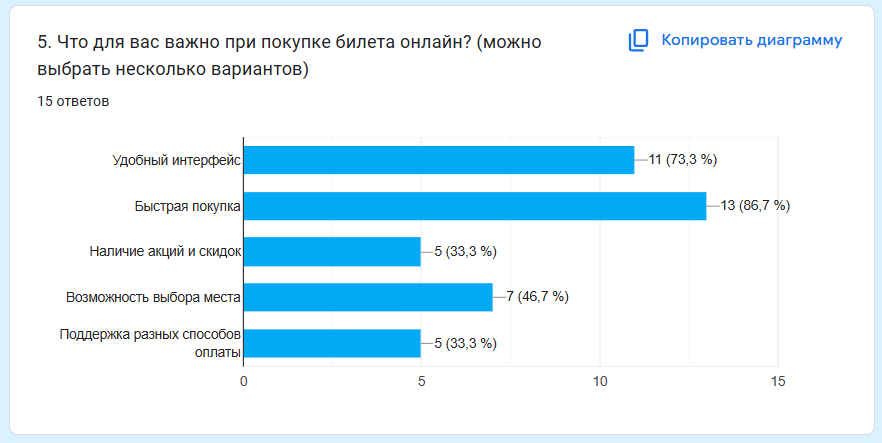 5. Что для вас важно при покупке билета онлайн? (можно
выбрать несколько вариантов)
Копировать диаграмму
15 ответов
Удобный интерфейс
11 (73,3 %)
Быстрая покупка
13 (86,7 %)
Наличие акций и скидок
5 (33,3 %)
Возможность выбора места
7 (46,7 %)
Поддержка разных способов
оплаты
5 (33,3 %)
0 5 10 15